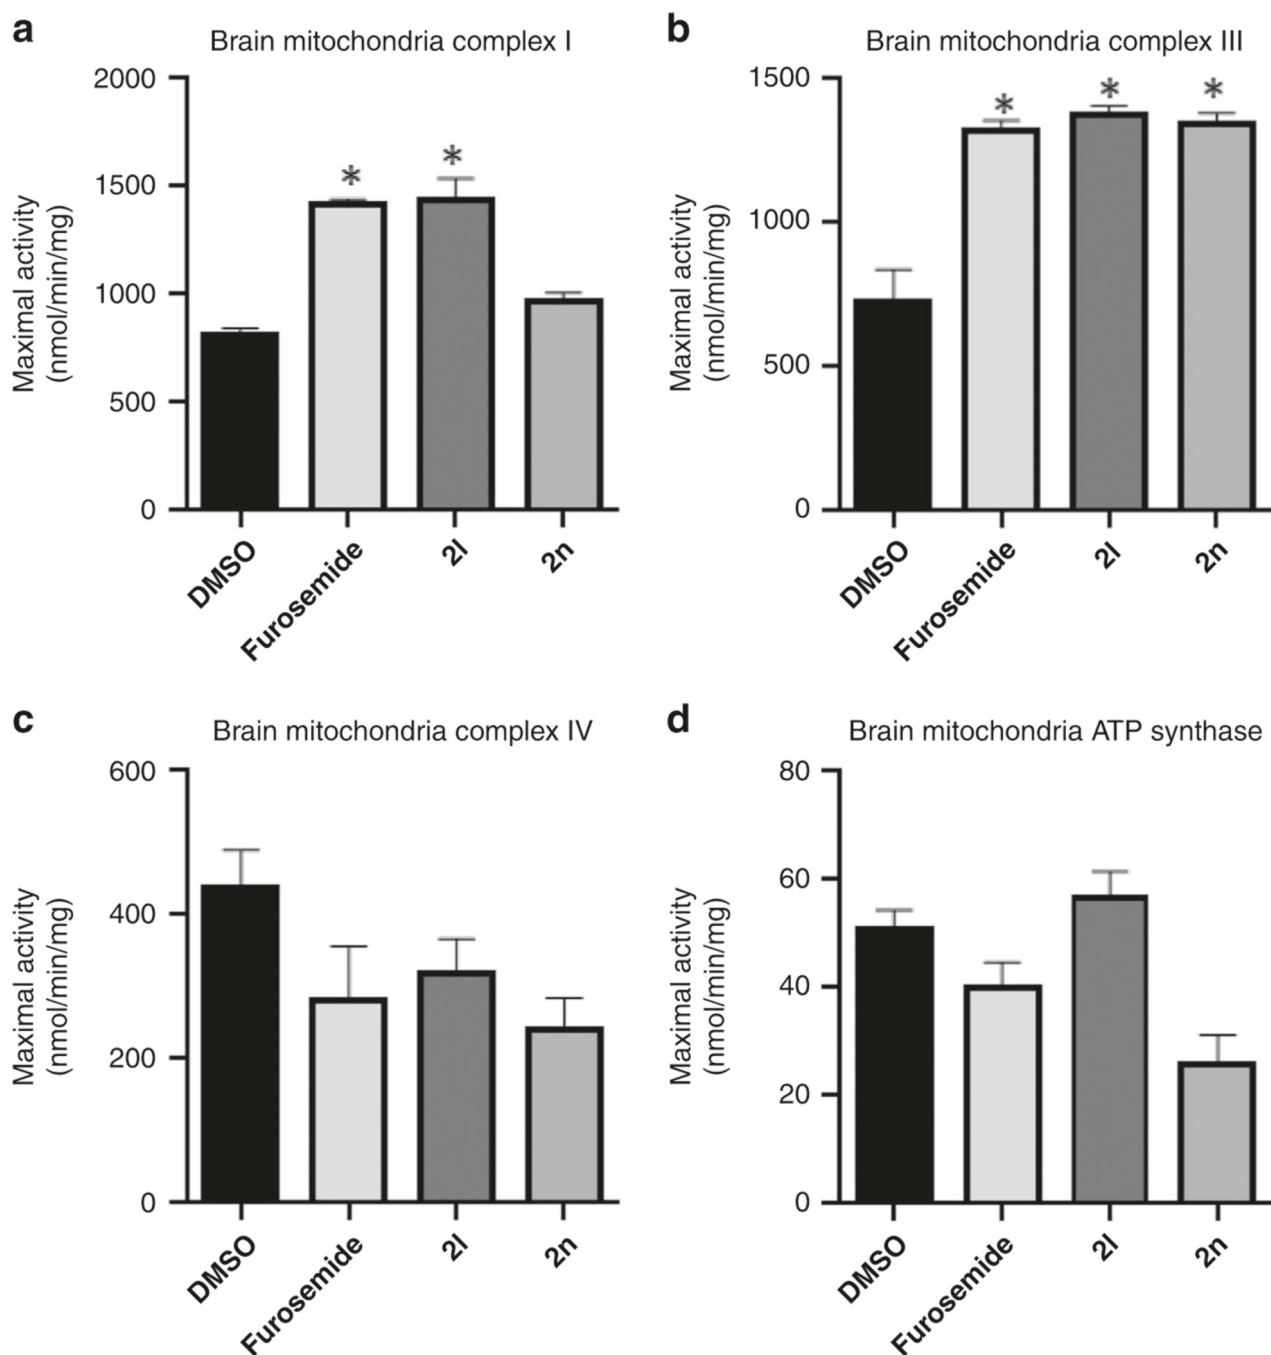 a
Brain mitochondria complex I
Maximal activity
(nmol/min/mg)
2000
1500
1000
500
0
*
*
DMSO
Furosemide
2l
2n
b
Brain mitochondria complex III
Maximal activity
(nmol/min/mg)
1500
1000
500
0
*
*
*
DMSO
Furosemide
2l
2n
c
Brain mitochondria complex IV
Maximal activity
(nmol/min/mg)
600
400
200
0
DMSO
Furosemide
2l
2n
d
Brain mitochondria ATP synthase
Maximal activity
(nmol/min/mg)
80
60
40
20
0
DMSO
Furosemide
2l
2n